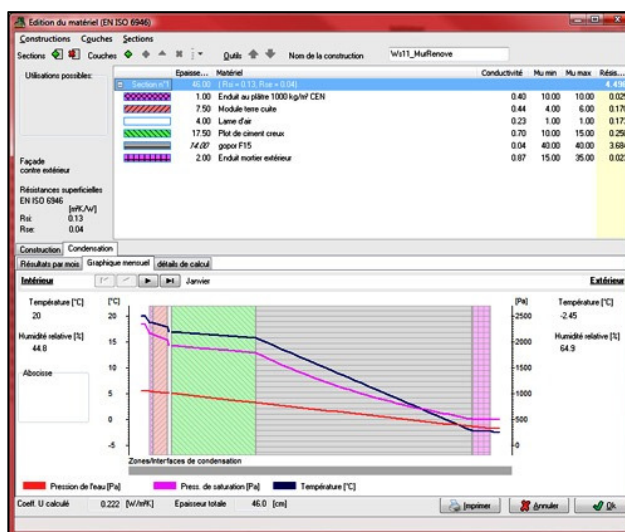 Edition du matériel (EN ISO 6946)
Constructions Couches Sections
Sections Couches Outils Nom de la construction Ws11_MurRenove
Utilisations possibles:
Epaisse... Matériel Conductivité Mu min Mu max Résis...
Section n°1 46.00 ( Rsi = 0.13, Rse = 0.04) 4.498
1.00 Enduit au plâtre 1000 kg/m³ CEN 0.40 10.00 10.00 0.025
7.50 Module terre cuite 0.44 4.00 6.00 0.170
4.00 Lame d'air 0.23 1.00 1.00 0.173
17.50 Plot de ciment creux 0.70 10.00 15.00 0.250
14.00 gopor F15 0.04 40.00 40.00 3.684
2.00 Enduit mortier extérieur 0.87 15.00 35.00 0.023
Façade
contre extérieur
Résistances superficielles
EN ISO 6946
[m²K/W]
Rsi: 0.13
Rse: 0.04
Construction Condensation
Résultats par mois Graphique mensuel détails de calcul
Intérieur Janvier Extérieur
Température [°C] [°C] [Pa] Température [°C]
20 20 2500 -2.45
Humidité relative [%] 15 2000 Humidité relative [%]
44.8 64.9
10 1500
Abscisse
5 1000
0 500
-5 0
Zones/Interfaces de condensation
Pression de l'eau [Pa] Press. de saturation [Pa] Température [°C]
Coeff. U calculé 0.222 [W/m²K] Epaisseur totale 46.0 [cm] Imprimer Annuler Ok